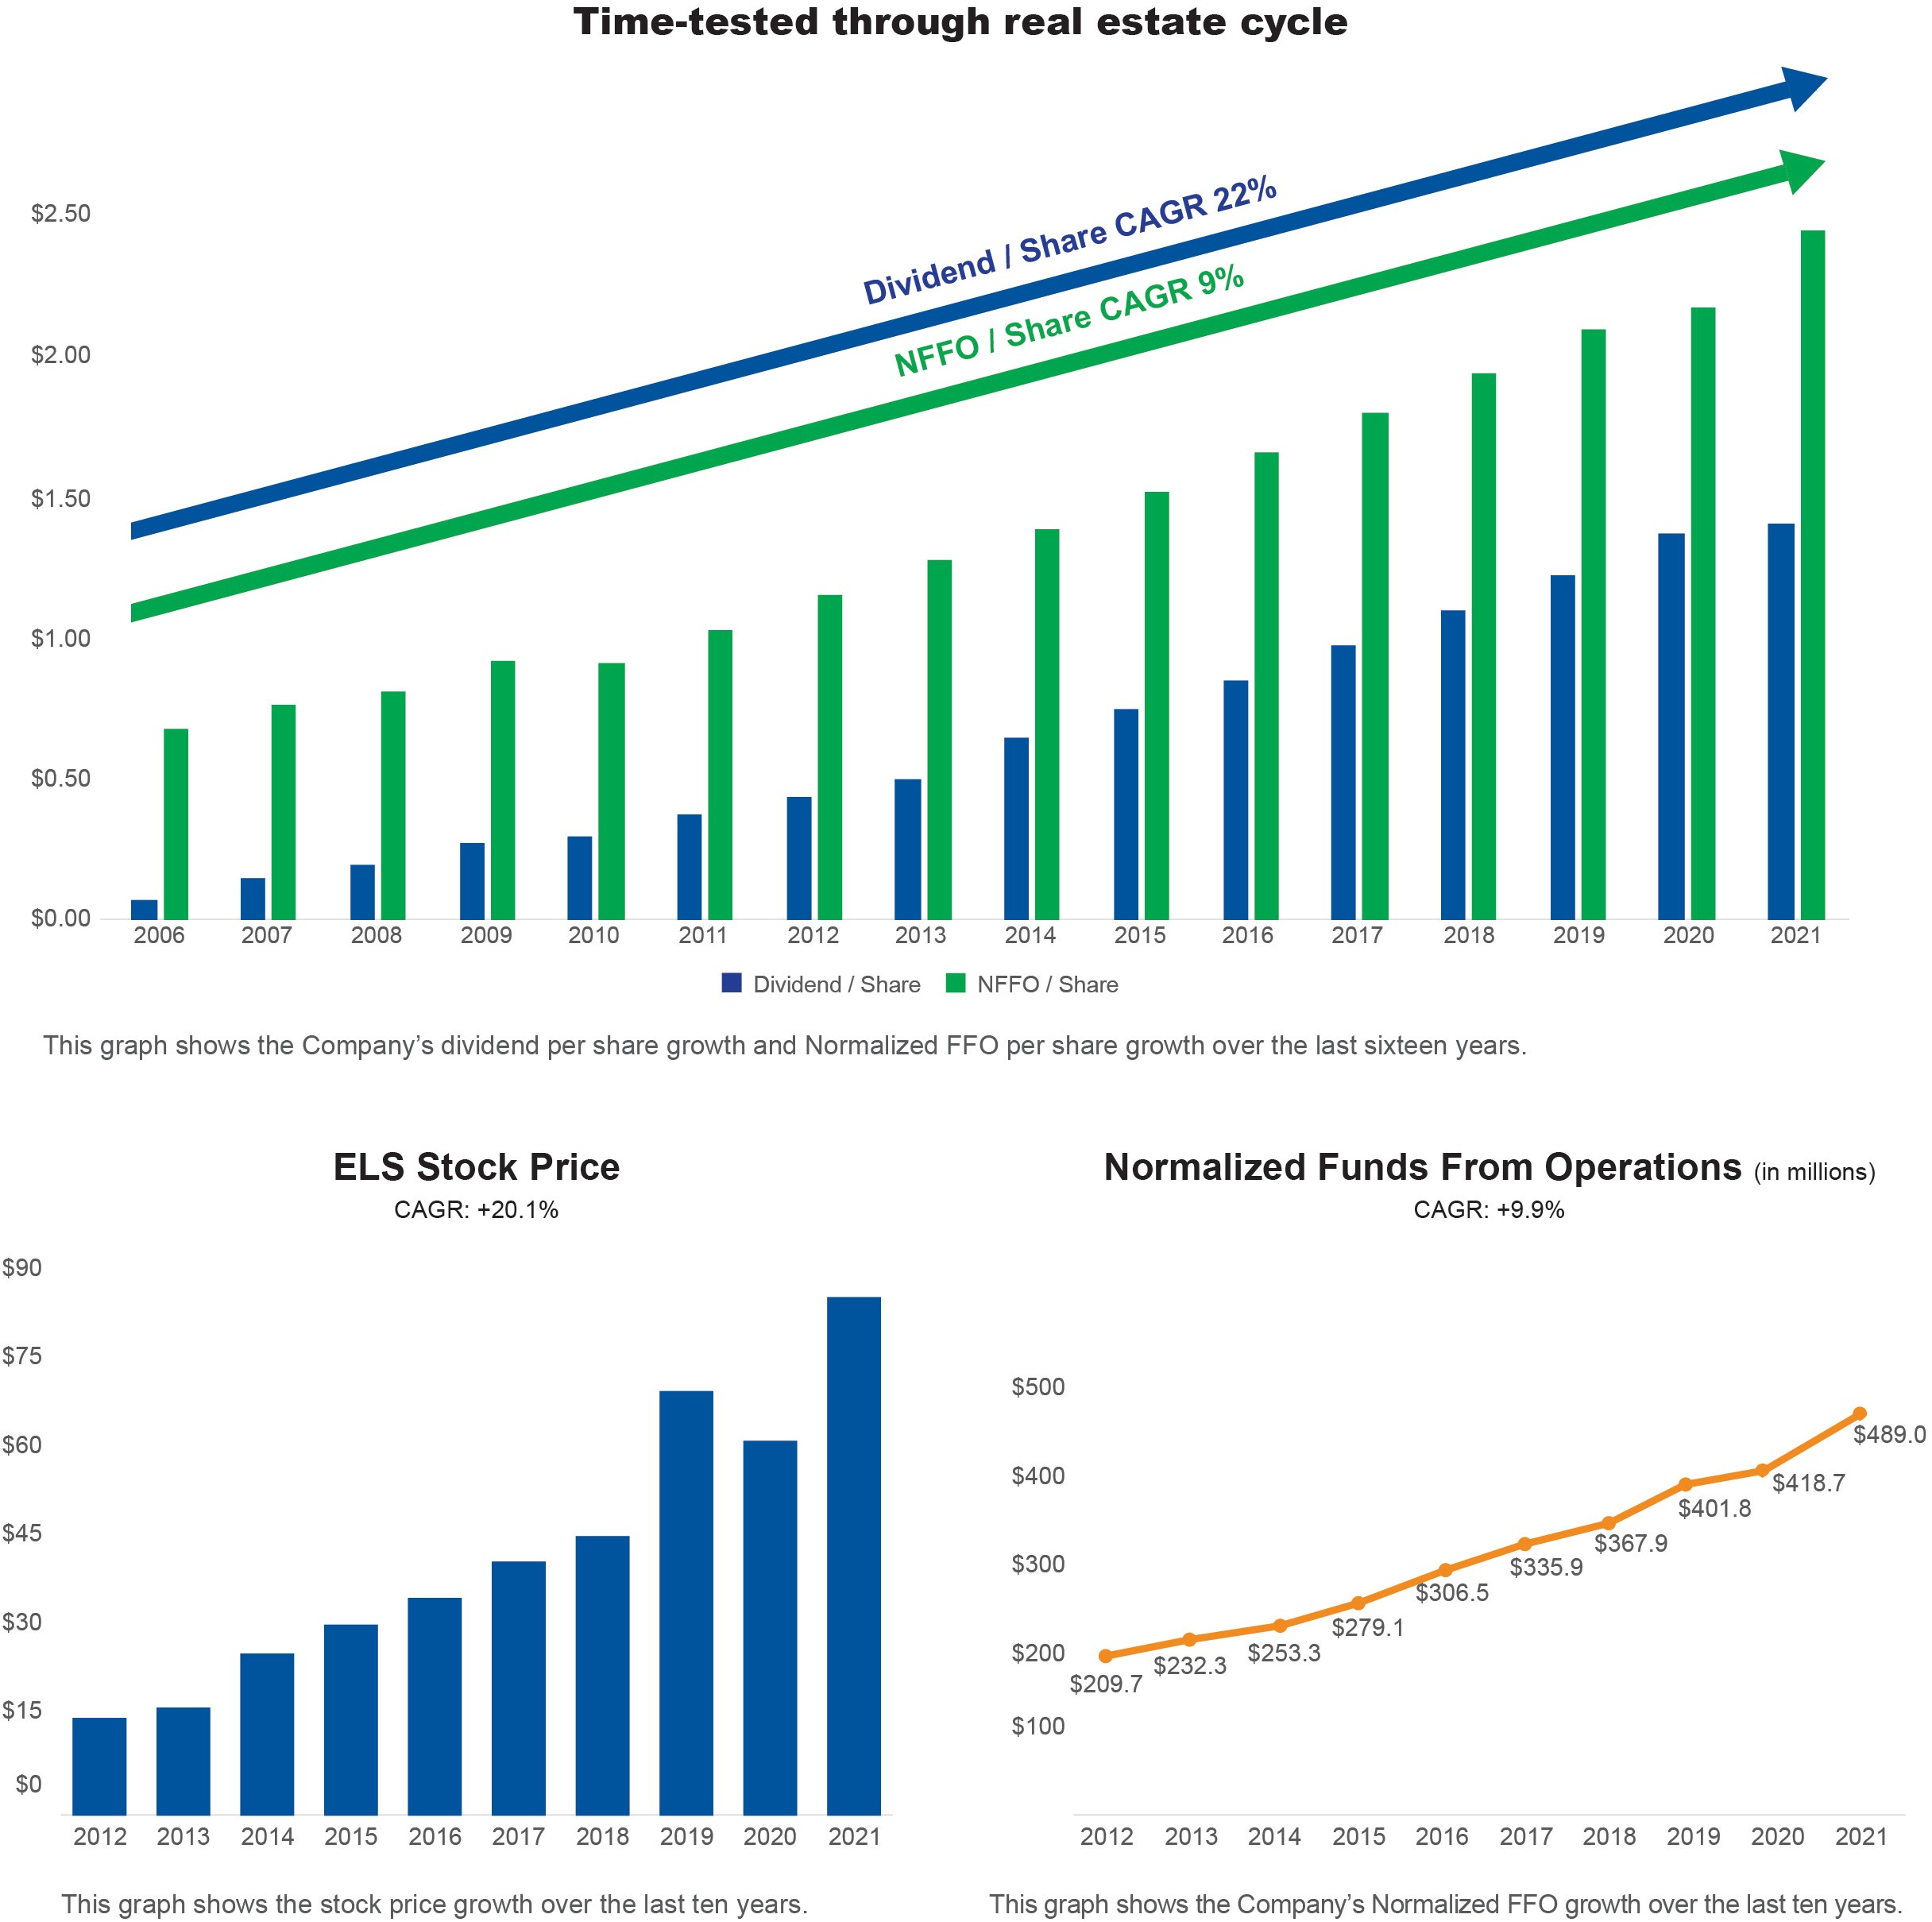 Time-tested through real estate cycle
Dividend / Share CAGR 22%
NFFO / Share CAGR 9%
$2.50
$2.00
$1.50
$1.00
$0.50
$0.00
2006 2007 2008 2009 2010 2011 2012 2013 2014 2015 2016 2017 2018 2019 2020 2021
Dividend / Share NFFO / Share
This graph shows the Company’s dividend per share growth and Normalized FFO per share growth over the last sixteen years.
ELS Stock Price
CAGR: +20.1%
$90
$75
$60
$45
$30
$15
$0
2012 2013 2014 2015 2016 2017 2018 2019 2020 2021
This graph shows the stock price growth over the last ten years.
Normalized Funds From Operations (in millions)
CAGR: +9.9%
$500
$400
$300
$200
$100
$209.7
$232.3
$253.3
$279.1
$306.5
$335.9
$367.9
$401.8
$418.7
$489.0
2012 2013 2014 2015 2016 2017 2018 2019 2020 2021
This graph shows the Company’s Normalized FFO growth over the last ten years.